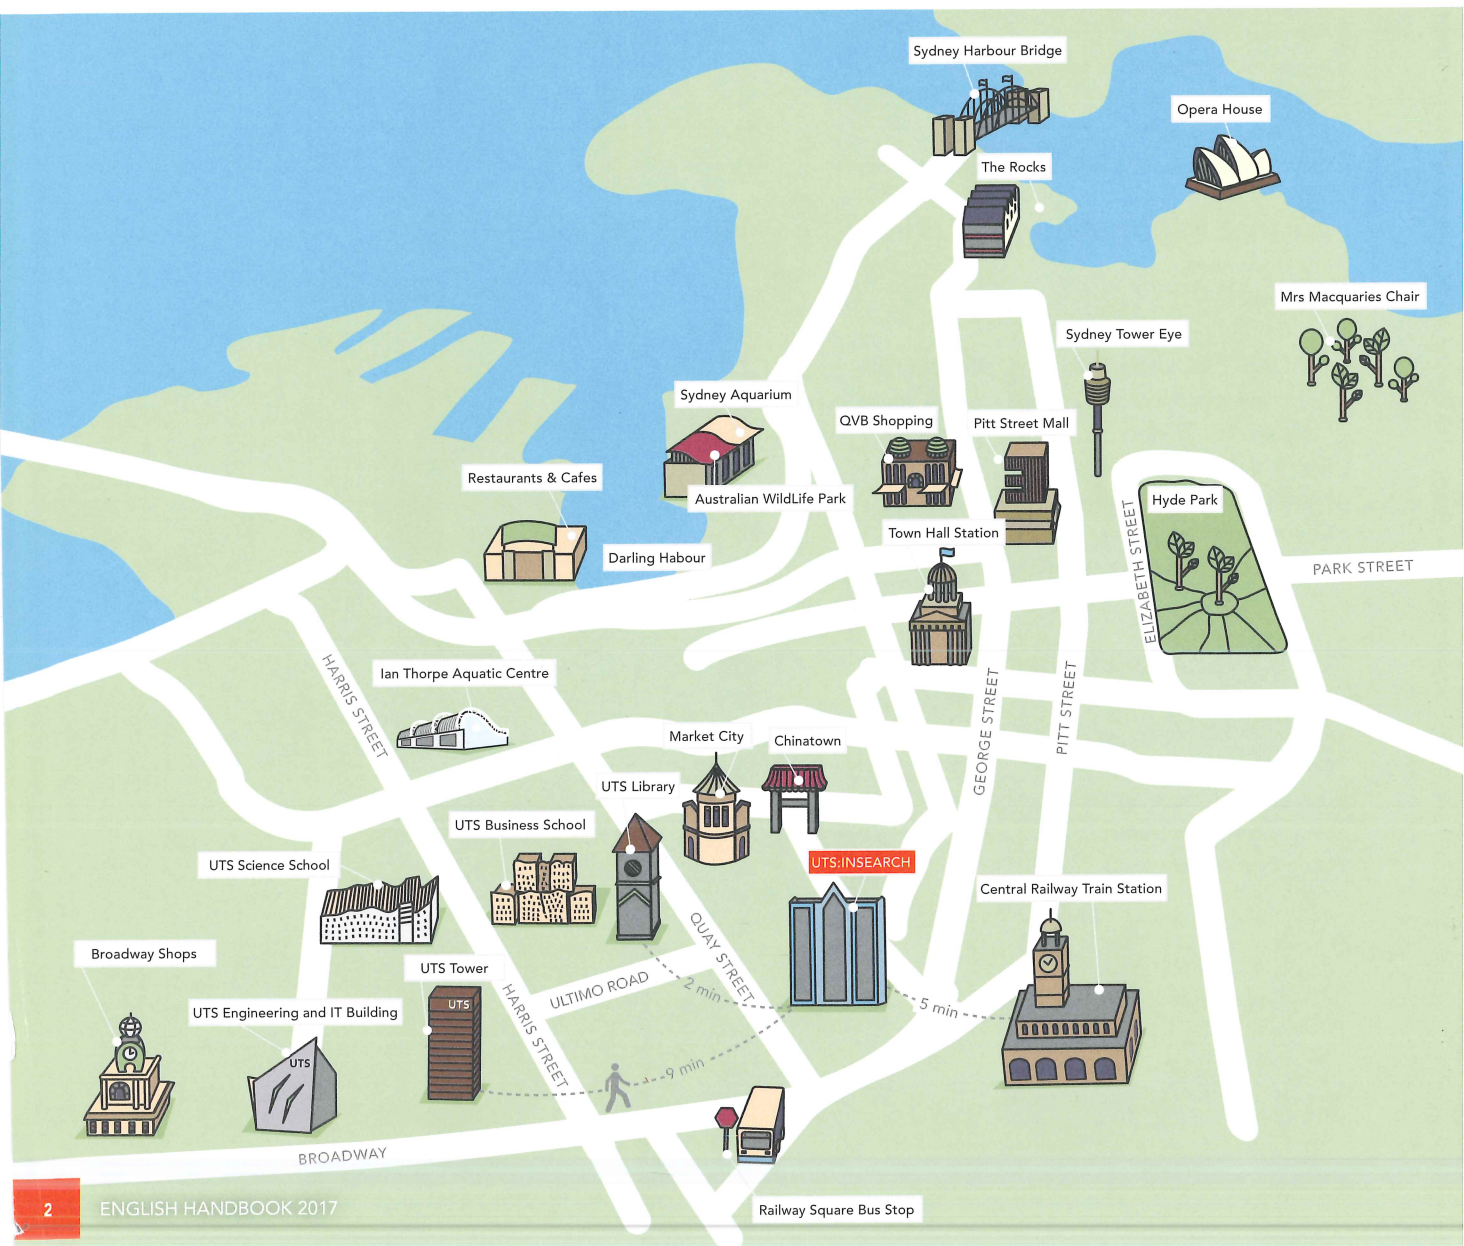 Sydney Harbour Bridge
Opera House
The Rocks
Mrs Macquaries Chair
Sydney Tower Eye
Sydney Aquarium
QVB Shopping
Pitt Street Mall
Restaurants & Cafes
Australian WildLife Park
Hyde Park
Town Hall Station
Darling Habour
ELIZABETH STREET
PARK STREET
HARRIS STREET
Ian Thorpe Aquatic Centre
GEORGE STREET
PITT STREET
Market City
Chinatown
UTS Library
UTS Business School
UTS Science School
UTS:INSEARCH
Central Railway Train Station
Broadway Shops
UTS Tower
UTS
QUAY STREET
ULTIMO ROAD
2 min
5 min
UTS Engineering and IT Building
UTS
HARRIS STREET
9 min
BROADWAY
Railway Square Bus Stop
2
ENGLISH HANDBOOK 2017